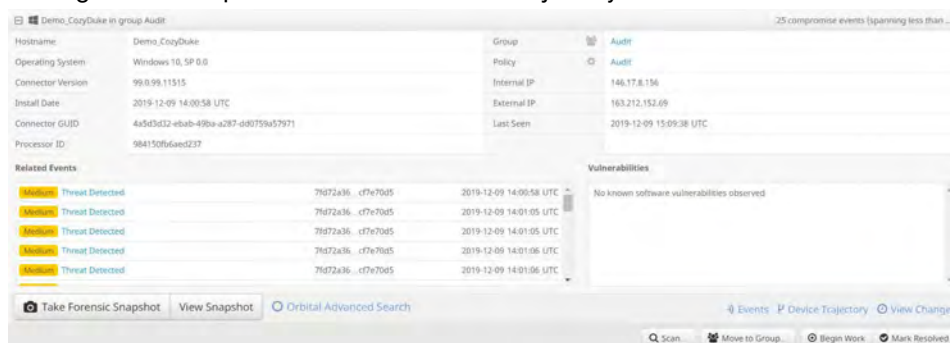 Demo_CozyDuke in group Audit 25 compromise events (spanning less than ...
Hostname Demo_CozyDuke Group Audit
Operating System Windows 10, SP 0.0 Policy Audit
Connector Version 99.0.99.11515 Internal IP 146.17.8.156
Install Date 2019-12-09 14:00:58 UTC External IP 163.212.152.69
Connector GUID 4a5d3d32-ebab-49ba-a287-dd0759a57971 Last Seen 2019-12-09 15:09:38 UTC
Processor ID 984150fb6aed237
Related Events Vulnerabilities
Medium Threat Detected 7fd72a36...cf7e70d5 2019-12-09 14:00:58 UTC No known software vulnerabilities observed
Medium Threat Detected 7fd72a36...cf7e70d5 2019-12-09 14:01:05 UTC
Medium Threat Detected 7fd72a36...cf7e70d5 2019-12-09 14:01:05 UTC
Medium Threat Detected 7fd72a36...cf7e70d5 2019-12-09 14:01:06 UTC
Medium Threat Detected 7fd72a36...cf7e70d5 2019-12-09 14:01:06 UTC
Take Forensic Snapshot View Snapshot Orbital Advanced Search Events Device Trajectory View Change
Scan... Move to Group... Begin Work Mark Resolved